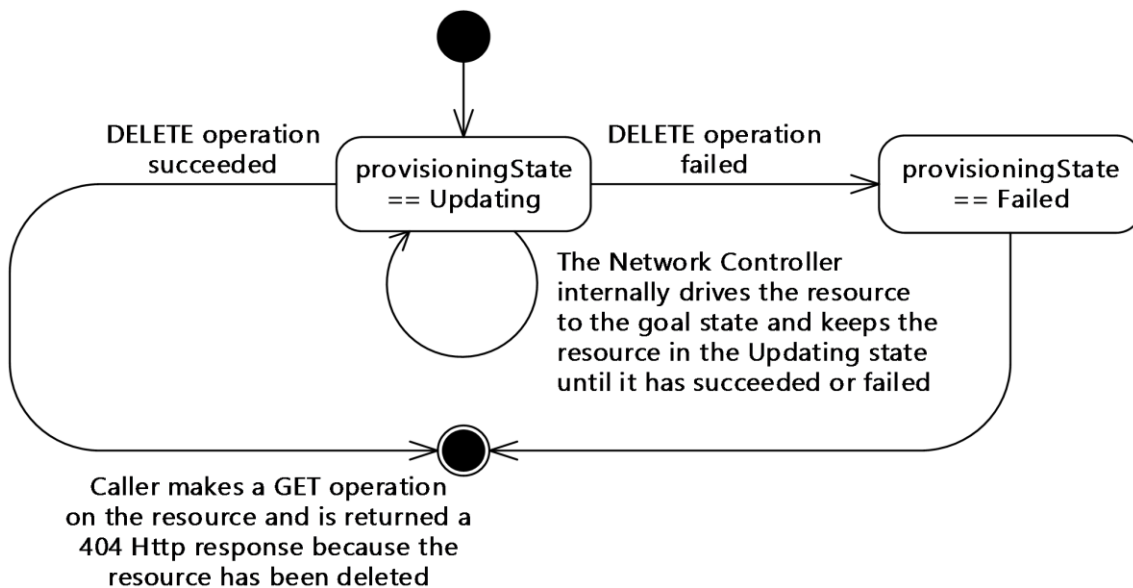 DELETE operation
succeeded
provisioningState
== Updating
DELETE operation
failed
provisioningState
== Failed
The Network Controller
internally drives the resource
to the goal state and keeps the
resource in the Updating state
until it has succeeded or failed
Caller makes a GET operation
on the resource and is returned a
404 Http response because the
resource has been deleted